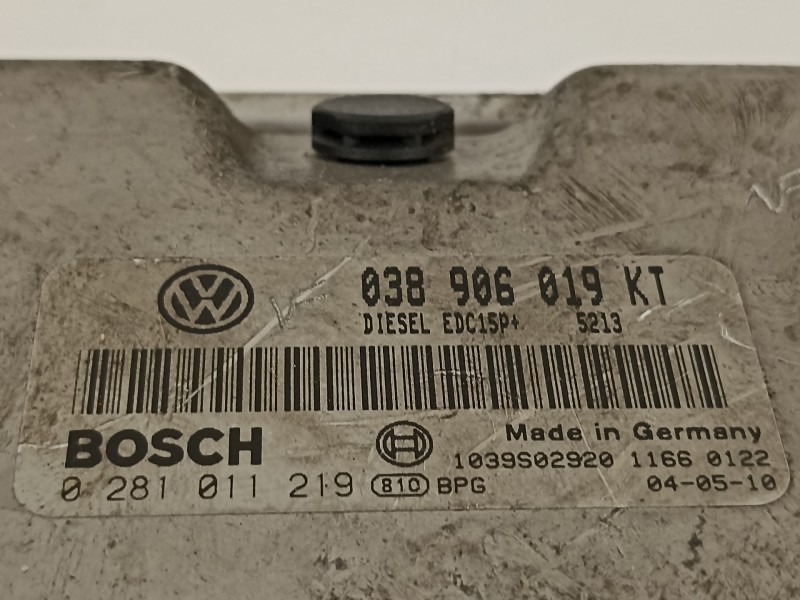 038 906 019 KT
DIESEL EDC15P+ 5213
BOSCH
Made in Germany
1039S02920 1166 0122
0 281 011 219 810 BPG 04-05-10